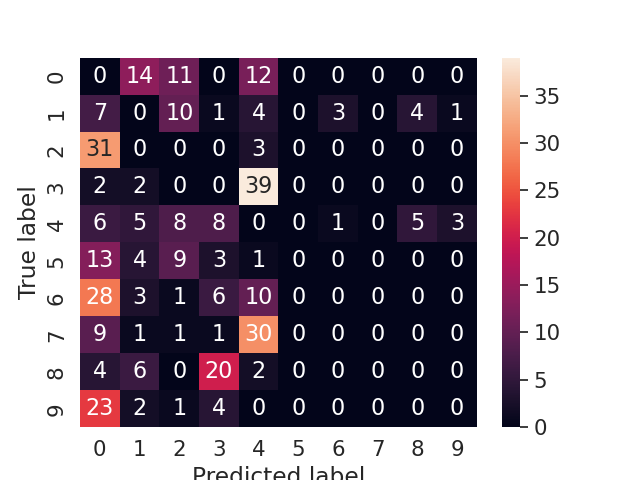 0 0 14 11 0 12 0 0 0 0 0
1 7 0 10 1 4 0 3 0 4 1
2 31 0 0 0 3 0 0 0 0 0
3 2 2 0 0 39 0 0 0 0 0
4 6 5 8 8 0 0 1 0 5 3
5 13 4 9 3 1 0 0 0 0 0
6 28 3 1 6 10 0 0 0 0 0
7 9 1 1 1 30 0 0 0 0 0
8 4 6 0 20 2 0 0 0 0 0
9 23 2 1 4 0 0 0 0 0 0
0 1 2 3 4 5 6 7 8 9
True label
Predicted label
35
30
25
20
15
10
5
0